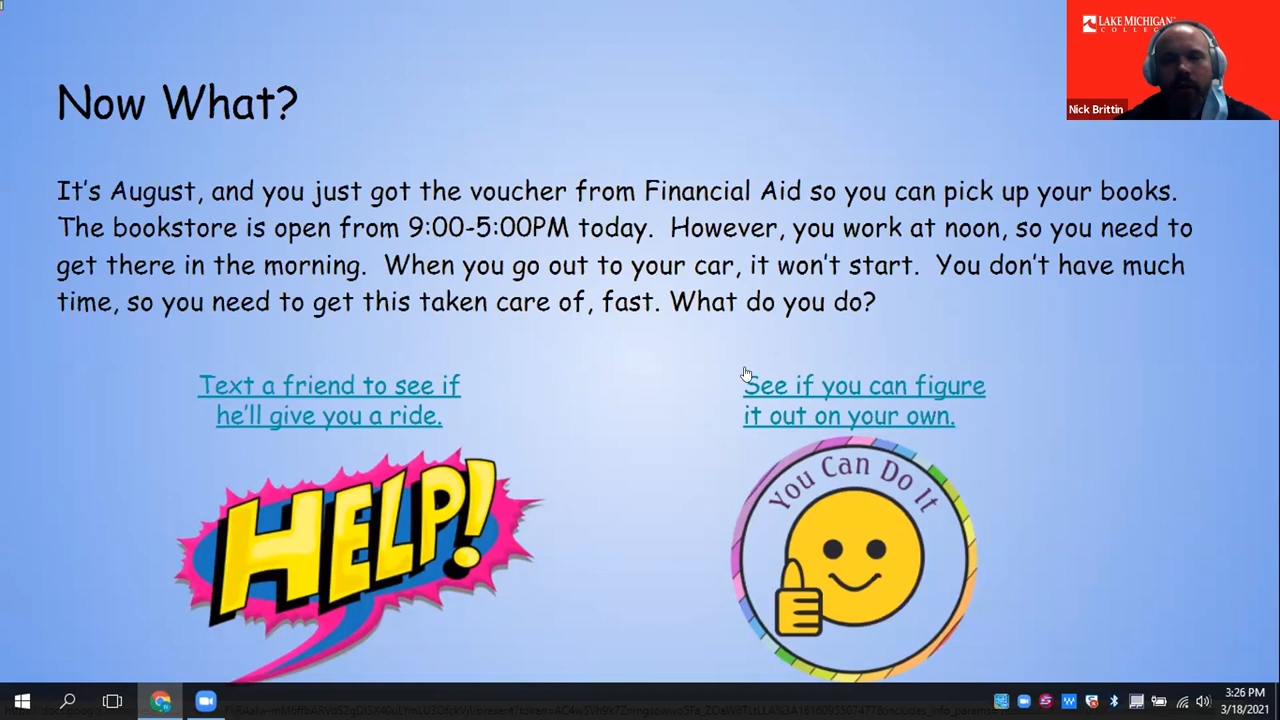 LAKE MICHIGAN
COLLEGE
Nick Brittin
Now What?
It's August, and you just got the voucher from Financial Aid so you can pick up your books.
The bookstore is open from 9:00-5:00PM today.  However, you work at noon, so you need to
get there in the morning.  When you go out to your car, it won't start.  You don't have much
time, so you need to get this taken care of, fast. What do you do?
Text a friend to see if
he'll give you a ride.
See if you can figure
it out on your own.
HELP!
You Can Do It
3:26 PM
3/18/2021